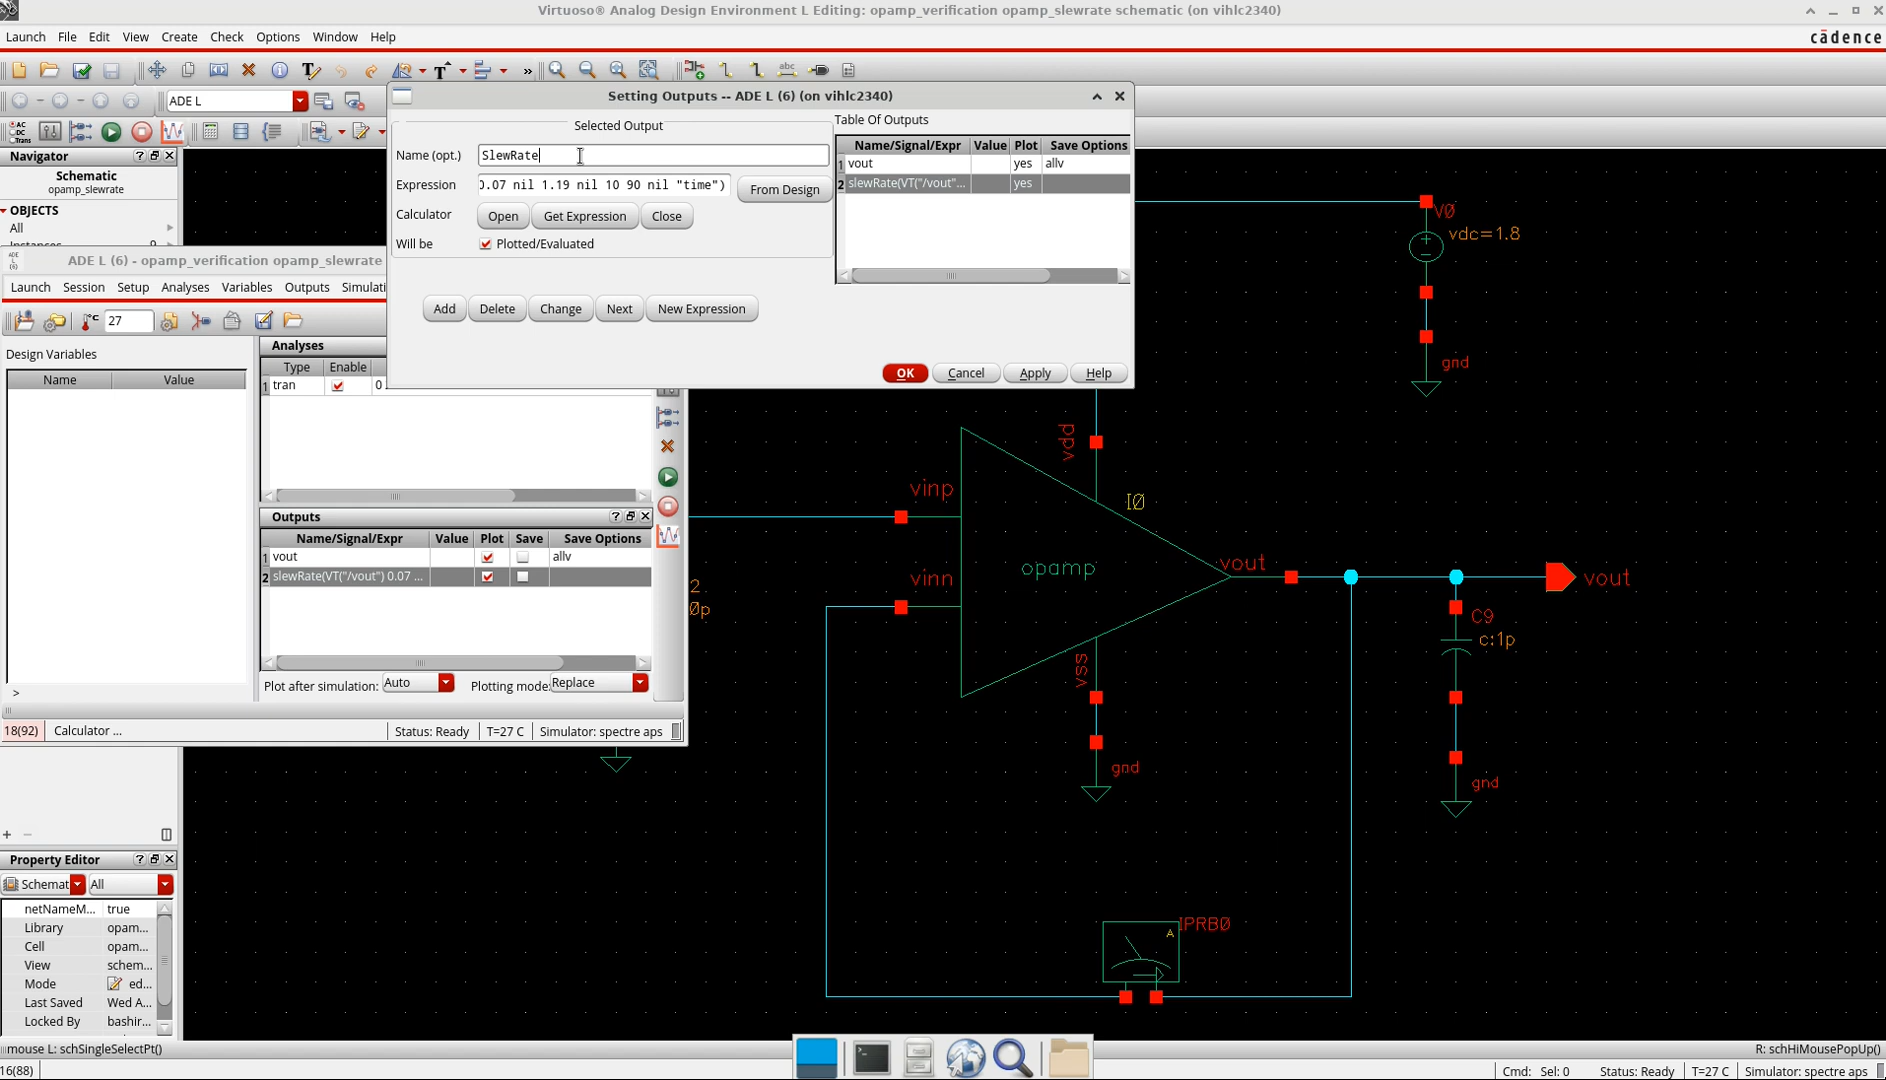 Virtuoso® Analog Design Environment L Editing: opamp_verification opamp_slewrate schematic (on vihlc2340)
Launch File Edit View Create Check Options Window Help
cādence
ADE L
Navigator
Schematic
opamp_slewrate
OBJECTS
All
Setting Outputs -- ADE L (6) (on vihlc2340)
Selected Output
Name (opt.) SlewRate
Expression 0.07 nil 1.19 nil 10 90 nil "time") From Design
Calculator Open Get Expression Close
Will be Plotted/Evaluated
Table Of Outputs
Name/Signal/Expr Value Plot Save Options
1 vout yes allv
2 slewRate(VT("/vout"... yes
Add Delete Change Next New Expression
OK Cancel Apply Help
ADE L (6) - opamp_verification opamp_slewrate
Launch Session Setup Analyses Variables Outputs Simulati
27
Design Variables
Name Value
Analyses
Type Enable
1 tran 0
Outputs
Name/Signal/Expr Value Plot Save Save Options
1 vout allv
2 slewRate(VT("/vout") 0.07 ...
Plot after simulation: Auto Plotting mode: Replace
>
18(92) Calculator ... Status: Ready T=27 C Simulator: spectre aps
V0
vdc=1.8
gnd
vdd
vinp
I0
opamp
vinn
vout
vout
2
0p
C9
c:1p
vss
gnd
gnd
IPRB0
A
Property Editor
Schemat All
netNameM... true
Library opam...
Cell opam...
View schem...
Mode ed...
Last Saved Wed A...
Locked By bashir...
mouse L: schSingleSelectPt() R: schHiMousePopUp()
16(88) Cmd: Sel: 0 Status: Ready T=27 C Simulator: spectre aps